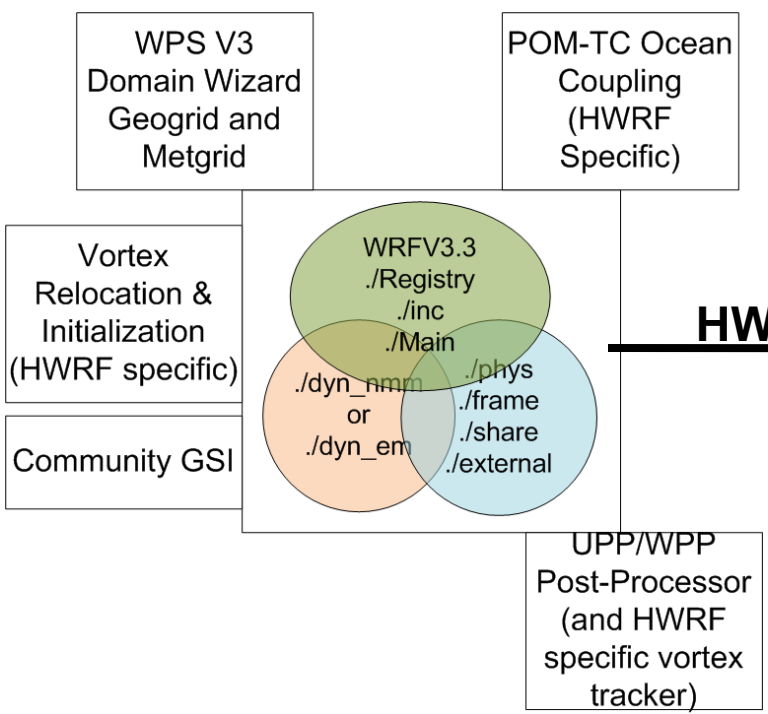 WPS V3
Domain Wizard
Geogrid and
Metgrid
POM-TC Ocean
Coupling
(HWRF
Specific)
Vortex
Relocation &
Initialization
(HWRF specific)
Community GSI
WRFV3.3
./Registry
./inc
./Main
./dyn_nmm
or
./dyn_em
./phys
./frame
./share
./external
HW
UPP/WPP
Post-Processor
(and HWRF
specific vortex
tracker)